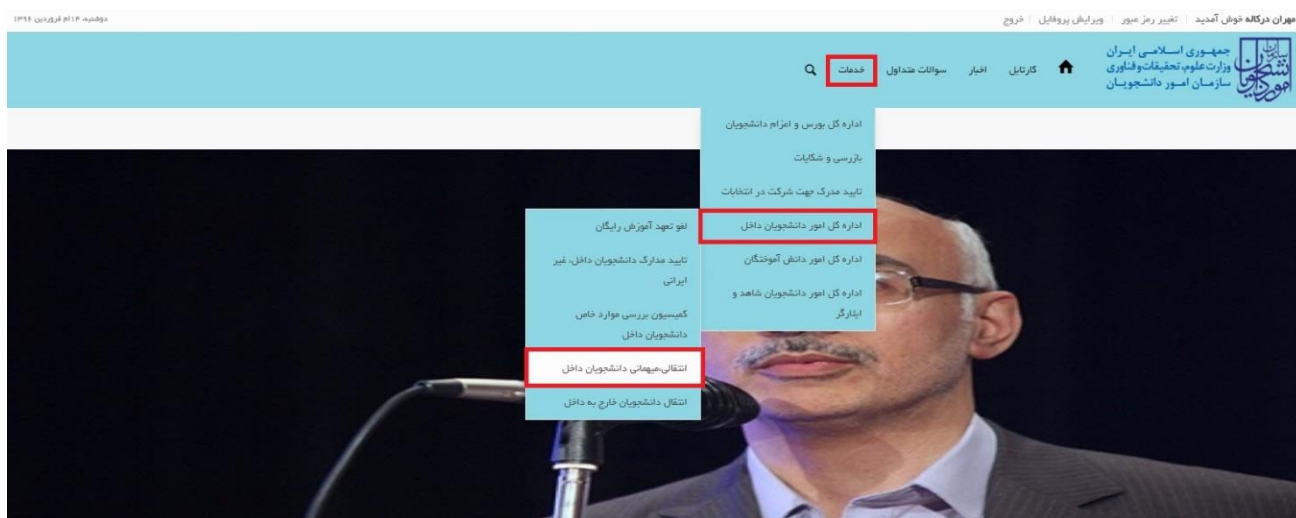 مهران درکاله خوش آمدید | تغییر رمز عبور | ویرایش پروفایل | خروج
دوشنبه، ۱۴ام فروردین ۱۳۹۶
جمهوری اسلامی ایران
وزارت علوم، تحقیقات و فناوری
سازمان امور دانشجویان
سازمان امور دانشجویان
کارتابل
اخبار
سوالات متداول
خدمات
اداره کل بورس و اعزام دانشجویان
بازرسی و شکایات
تایید مدرک جهت شرکت در انتخابات
اداره کل امور دانشجویان داخل
اداره کل امور دانش آموختگان
اداره کل امور دانشجویان شاهد و
ایثارگر
لغو تعهد آموزش رایگان
تایید مدارک دانشجویان داخل، غیر
ایرانی
کمیسیون بررسی موارد خاص
دانشجویان داخل
انتقالی،میهمانی دانشجویان داخل
انتقال دانشجویان خارج به داخل